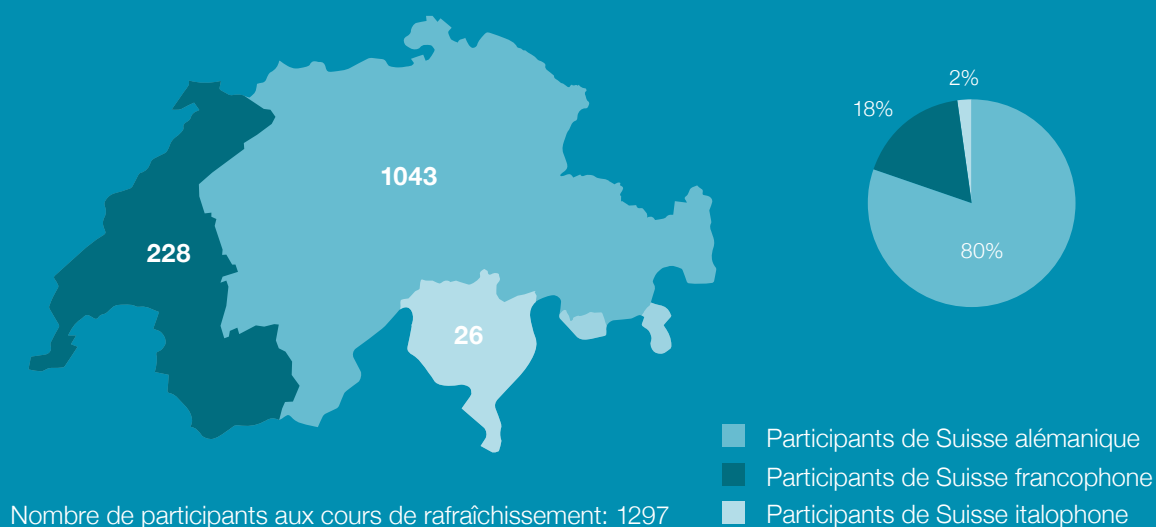 1043
228
26
2%
18%
80%
Participants de Suisse alémanique
Participants de Suisse francophone
Participants de Suisse italophone
Nombre de participants aux cours de rafraîchissement: 1297